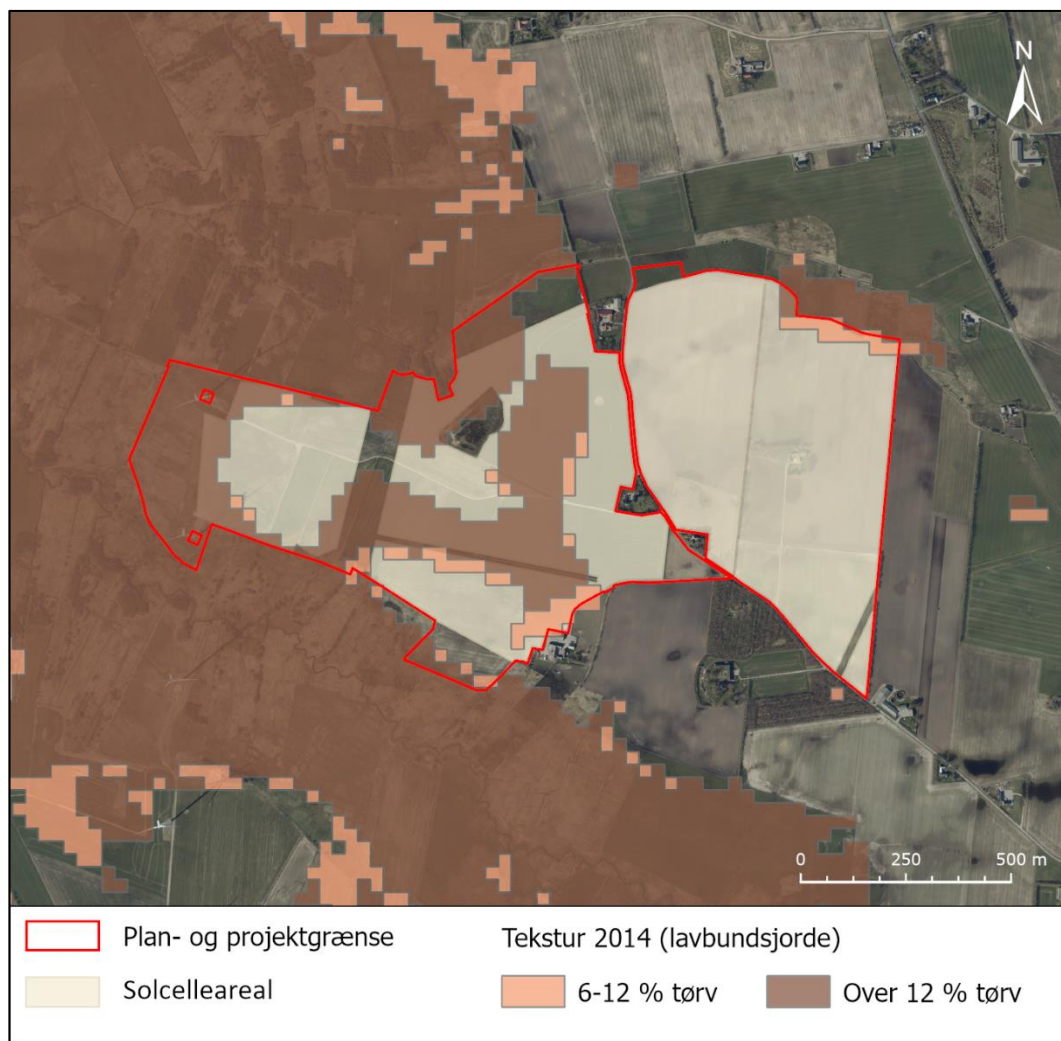 N
0 250 500 m
Plan- og projektgrænse
Tekstur 2014 (lavbundsjorde)
Solcelleareal
6-12 % tørv
Over 12 % tørv